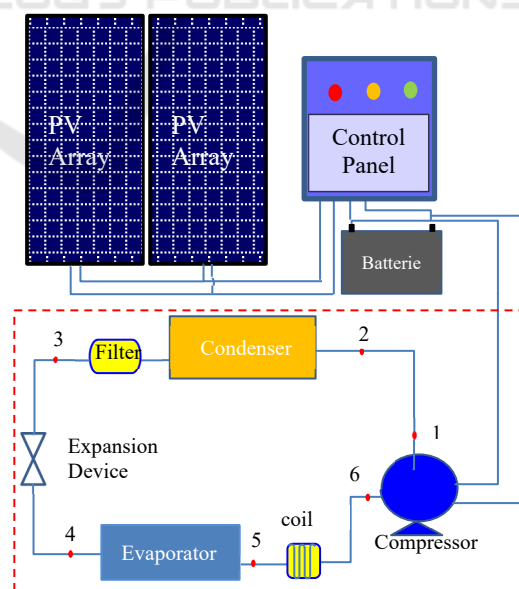 PUBLICATIONS
PV
Array
PV
Array
Control
Panel
Batterie
3
Filter
Condenser
2
1
Expansion
Device
6
coil
4
Evaporator
5
Compressor